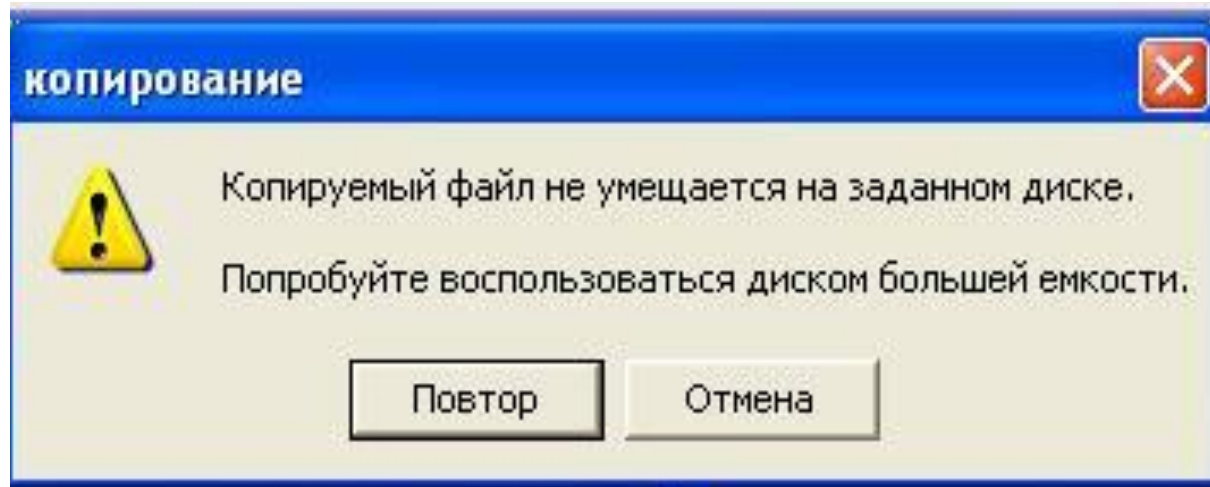 копирование
Копируемый файл не умещается на заданном диске.
Попробуйте воспользоваться диском большей емкости.
Повтор
Отмена